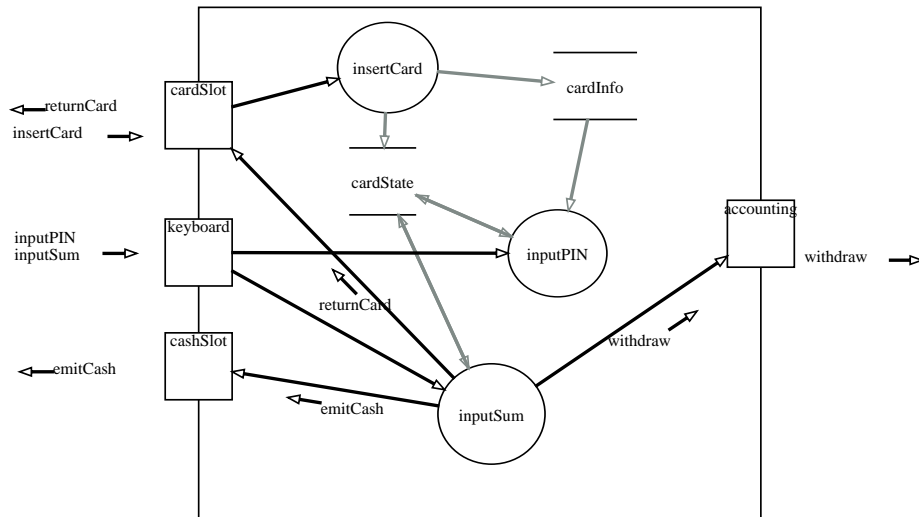 insertCard
cardSlot
cardInfo
returnCard
insertCard
cardState
accounting
keyboard
inputPIN
inputSum
inputPIN
withdraw
returnCard
cashSlot
withdraw
emitCash
emitCash
inputSum